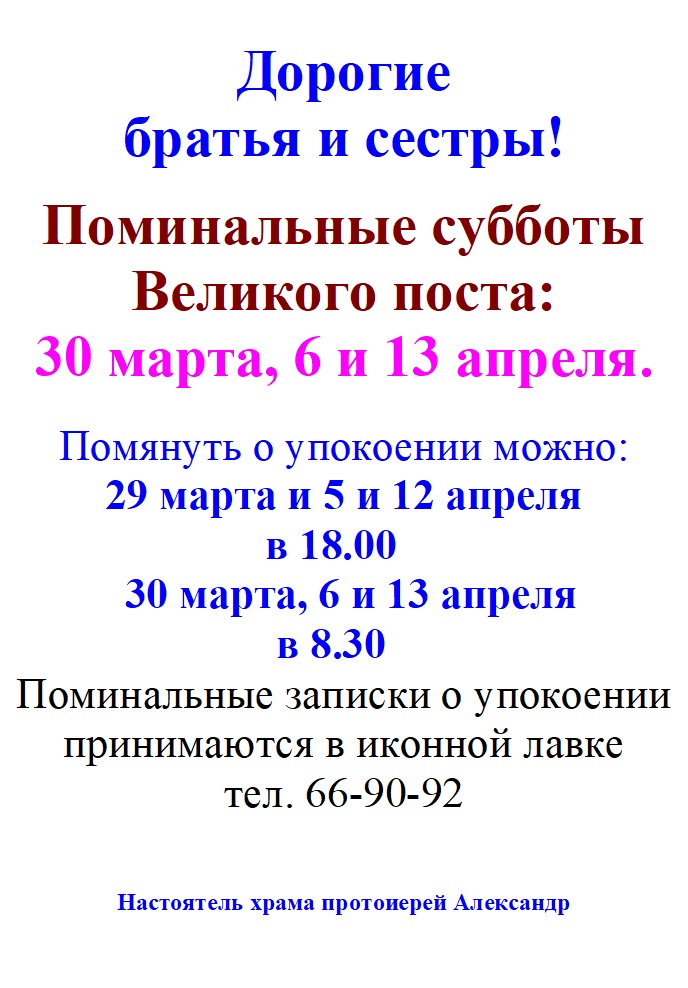 Дорогие
братья и сестры!
Поминальные субботы
Великого поста:
30 марта, 6 и 13 апреля.
Помянуть о упокоении можно:
29 марта и 5 и 12 апреля
в 18.00
30 марта, 6 и 13 апреля
в 8.30
Поминальные записки о упокоении
принимаются в иконной лавке
тел. 66-90-92
Настоятель храма протоиерей Александр